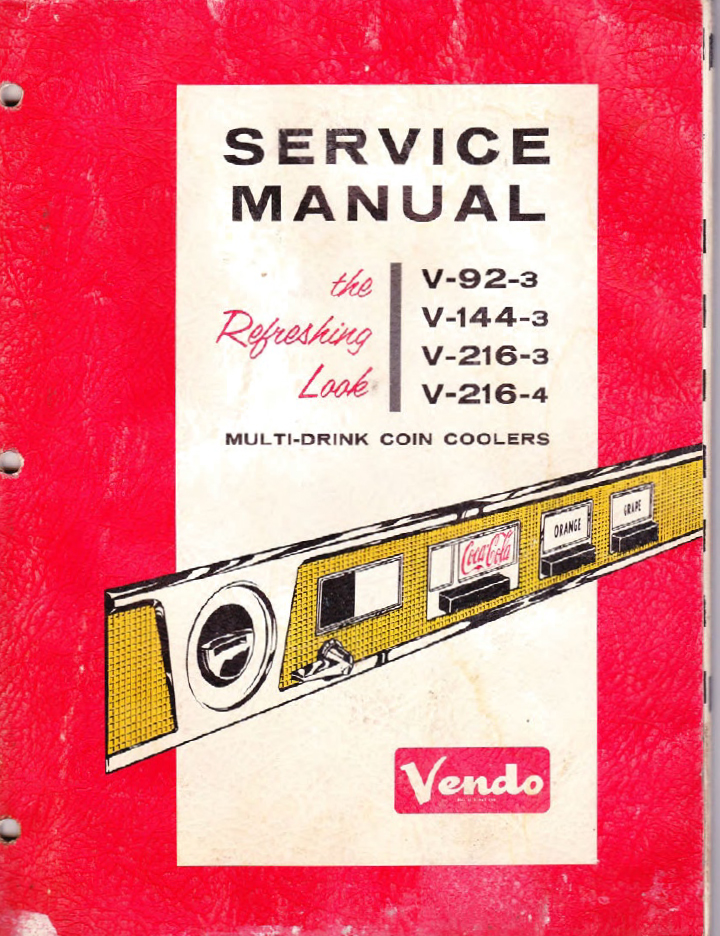 SERVICE
MANUAL
the
Refreshing
Look
V-92-3
V-144-3
V-216-3
V-216-4
MULTI-DRINK COIN COOLERS
Coca-Cola
ORANGE
GRAPE
Vendo